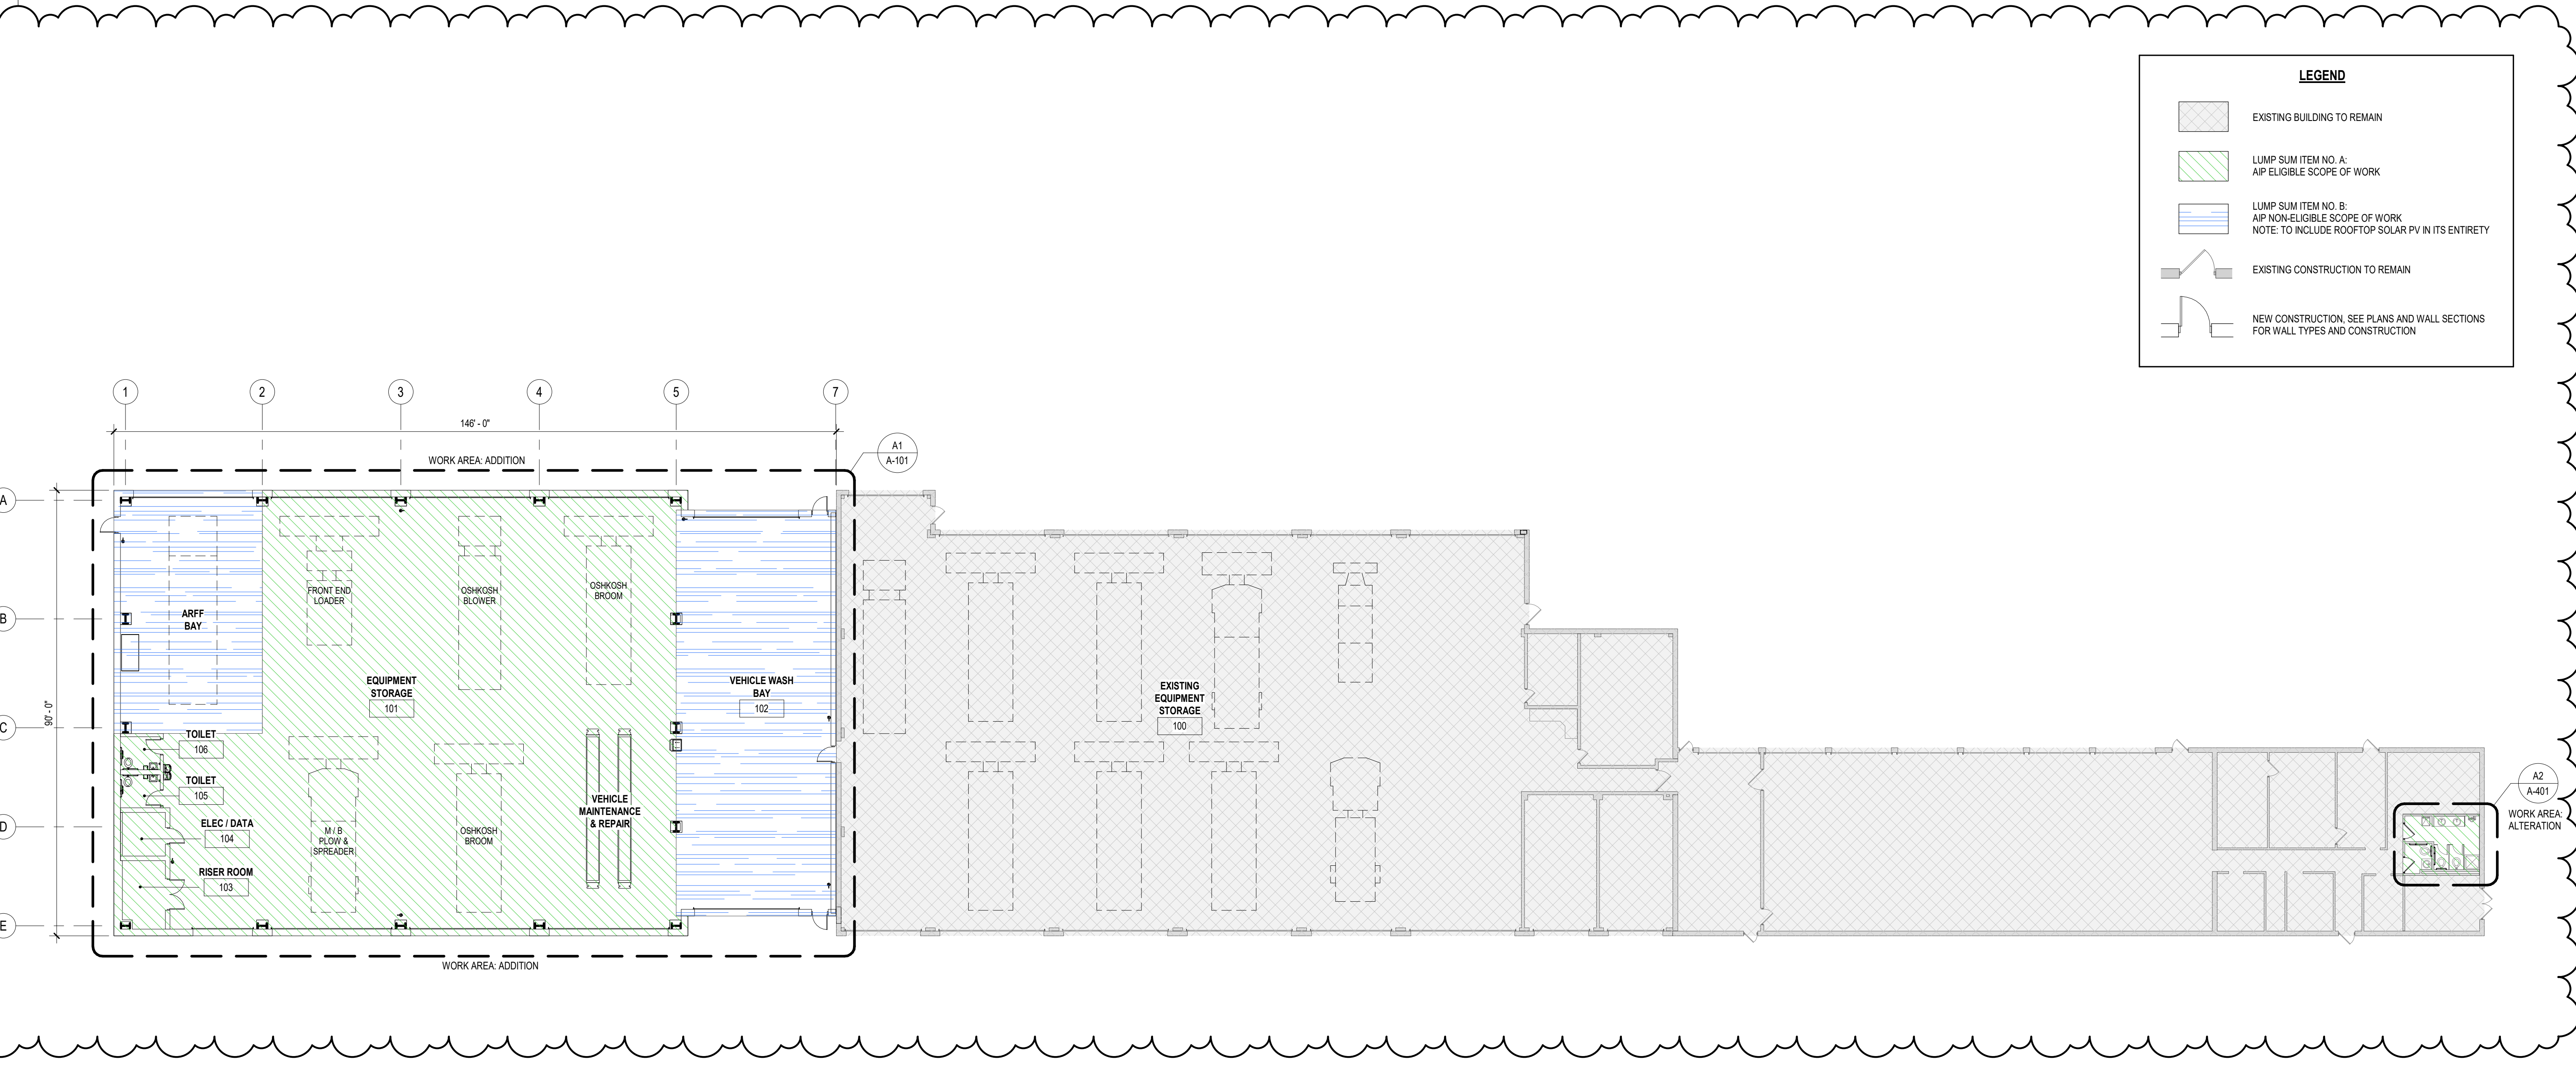 LEGEND
EXISTING BUILDING TO REMAIN
LUMP SUM ITEM NO. A:
AIP ELIGIBLE SCOPE OF WORK
LUMP SUM ITEM NO. B:
AIP NON-ELIGIBLE SCOPE OF WORK
NOTE: TO INCLUDE ROOFTOP SOLAR PV IN ITS ENTIRETY
EXISTING CONSTRUCTION TO REMAIN
NEW CONSTRUCTION, SEE PLANS AND WALL SECTIONS
FOR WALL TYPES AND CONSTRUCTION
1
2
3
4
5
7
146' - 0"
WORK AREA: ADDITION
A1
A-101
A
B
C
D
E
90' - 0"
ARFF
BAY
FRONT END
LOADER
OSHKOSH
BLOWER
OSHKOSH
BROOM
EQUIPMENT
STORAGE
101
VEHICLE WASH
BAY
102
TOILET
106
TOILET
105
ELEC / DATA
104
RISER ROOM
103
M / B
PLOW &
SPREADER
OSHKOSH
BROOM
VEHICLE
MAINTENANCE
& REPAIR
EXISTING
EQUIPMENT
STORAGE
100
A2
A-401
WORK AREA:
ALTERATION
WORK AREA: ADDITION